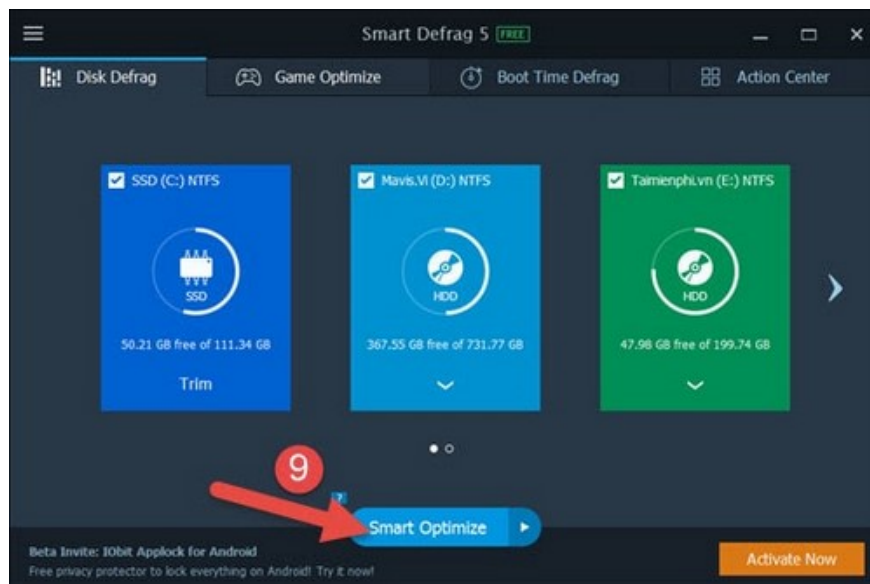 Smart Defrag 5 FREE
Disk Defrag
Game Optimize
Boot Time Defrag
Action Center
SSD (C:) NTFS
SSD
50.21 GB free of 111.34 GB
Trim
Mavis.Vl (D:) NTFS
HDD
367.55 GB free of 731.77 GB
Taimienphi.vn (E:) NTFS
HDD
47.98 GB free of 199.74 GB
9
?
Smart Optimize
Beta Invite: IObit Applock for Android
Free privacy protector to lock everything on Android! Try it now!
Activate Now